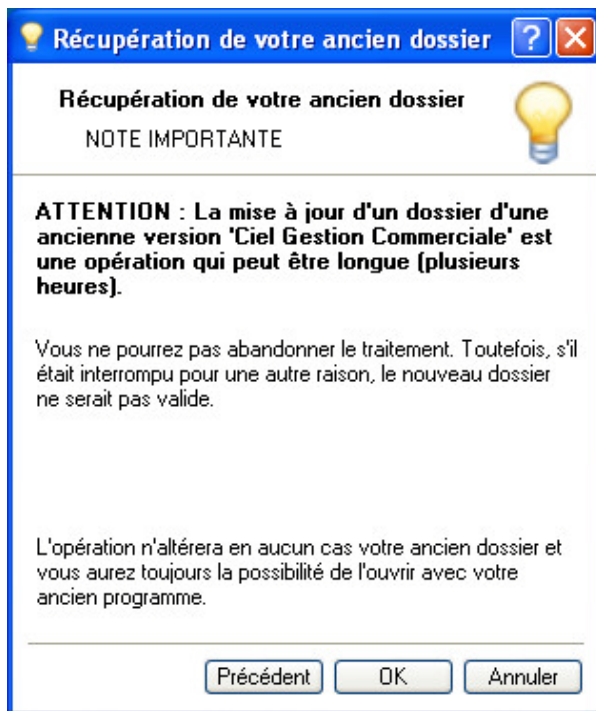 Récupération de votre ancien dossier
Récupération de votre ancien dossier
NOTE IMPORTANTE
ATTENTION : La mise à jour d'un dossier d'une
ancienne version 'Ciel Gestion Commerciale' est
une opération qui peut être longue (plusieurs
heures).
Vous ne pourrez pas abandonner le traitement. Toutefois, s'il
était interrompu pour une autre raison, le nouveau dossier
ne serait pas valide.
L'opération n'altérera en aucun cas votre ancien dossier et
vous aurez toujours la possibilité de l'ouvrir avec votre
ancien programme.
Précédent OK Annuler